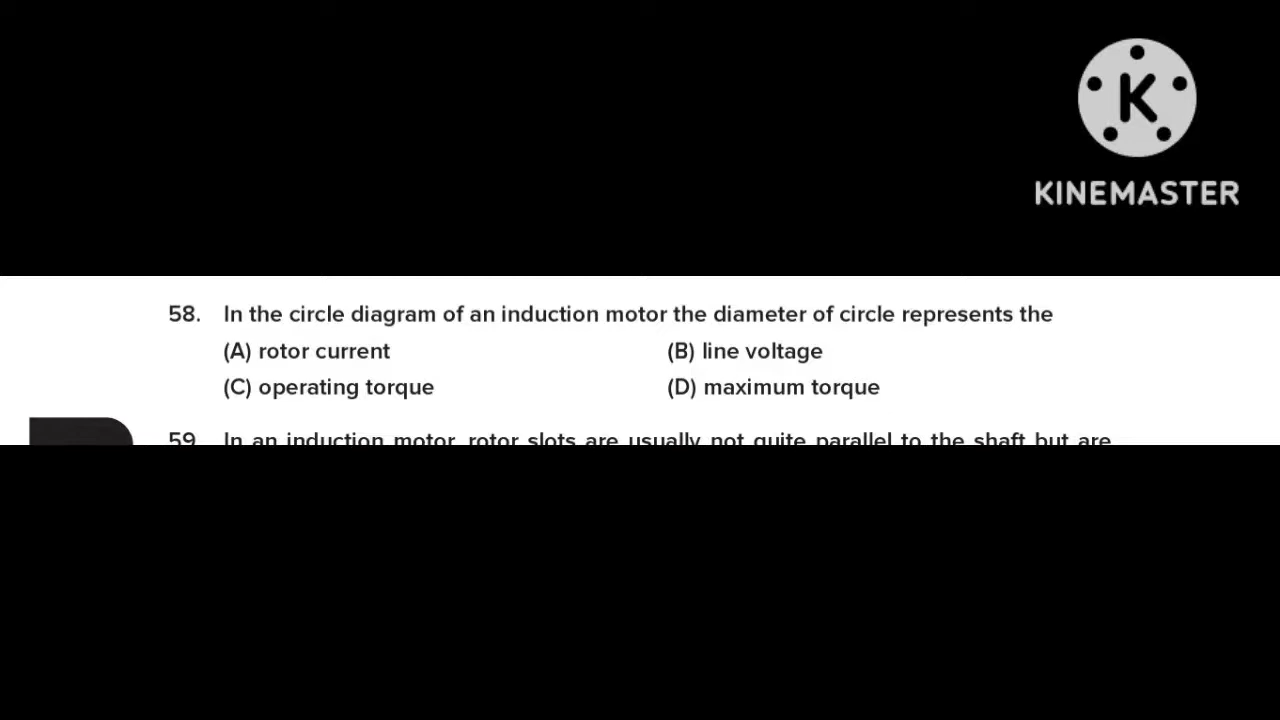 K
KINEMASTER
58. In the circle diagram of an induction motor the diameter of circle represents the
(A) rotor current (B) line voltage
(C) operating torque (D) maximum torque
59. In an induction motor, rotor slots are usually not quite parallel to the shaft but are